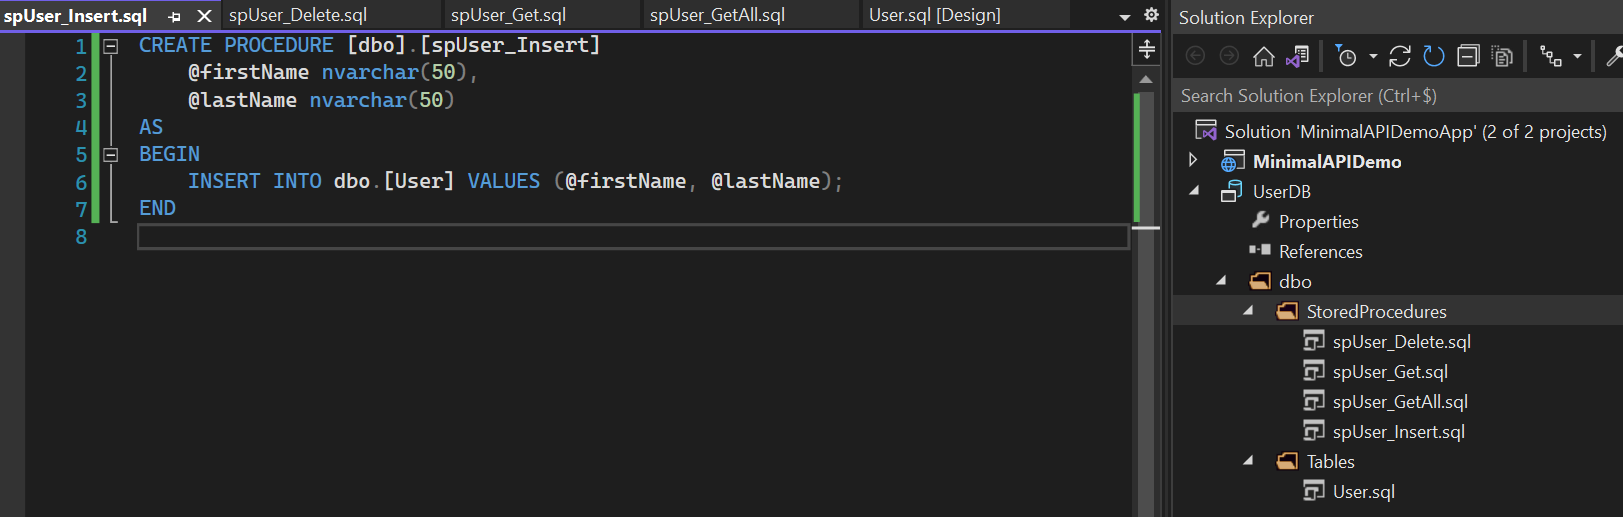 spUser_Insert.sql
spUser_Delete.sql
spUser_Get.sql
spUser_GetAll.sql
User.sql [Design]
1 CREATE PROCEDURE [dbo].[spUser_Insert]
2 @firstName nvarchar(50),
3 @lastName nvarchar(50)
4 AS
5 BEGIN
6 INSERT INTO dbo.[User] VALUES (@firstName, @lastName);
7 END
8
Solution Explorer
Search Solution Explorer (Ctrl+$)
Solution 'MinimalAPIDemoApp' (2 of 2 projects)
MinimalAPIDemo
UserDB
Properties
References
dbo
StoredProcedures
spUser_Delete.sql
spUser_Get.sql
spUser_GetAll.sql
spUser_Insert.sql
Tables
User.sql